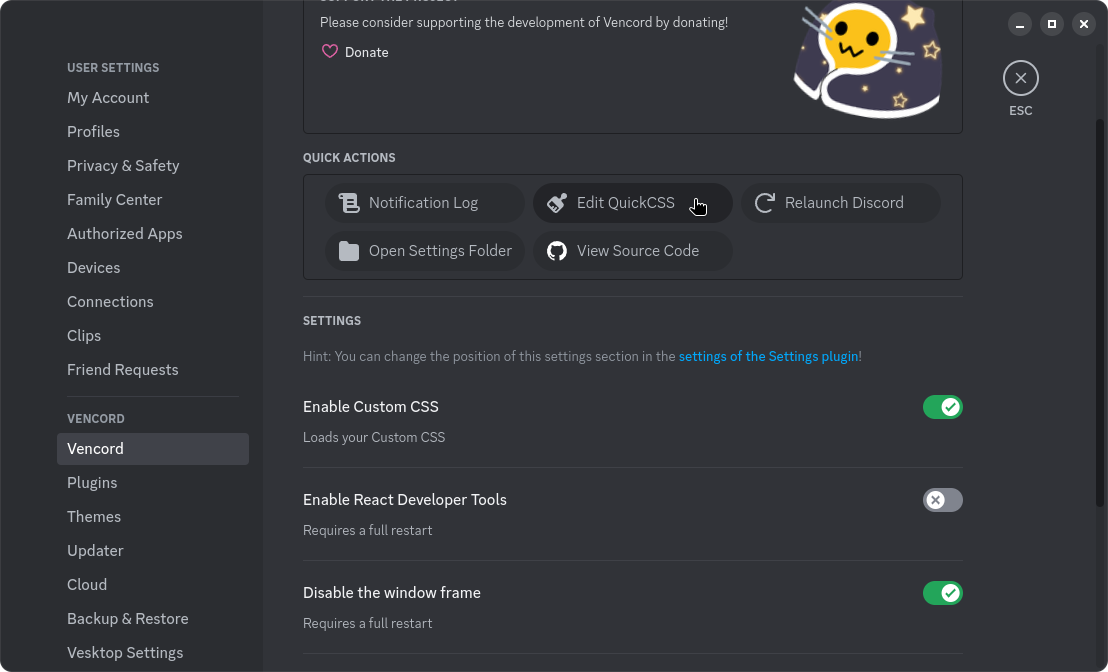 USER SETTINGS
My Account
Profiles
Privacy & Safety
Family Center
Authorized Apps
Devices
Connections
Clips
Friend Requests
VENCORD
Vencord
Plugins
Themes
Updater
Cloud
Backup & Restore
Vesktop Settings
Please consider supporting the development of Vencord by donating!
Donate
QUICK ACTIONS
Notification Log
Edit QuickCSS
Relaunch Discord
Open Settings Folder
View Source Code
SETTINGS
Hint: You can change the position of this settings section in the settings of the Settings plugin!
Enable Custom CSS
Loads your Custom CSS
Enable React Developer Tools
Requires a full restart
Disable the window frame
Requires a full restart
ESC